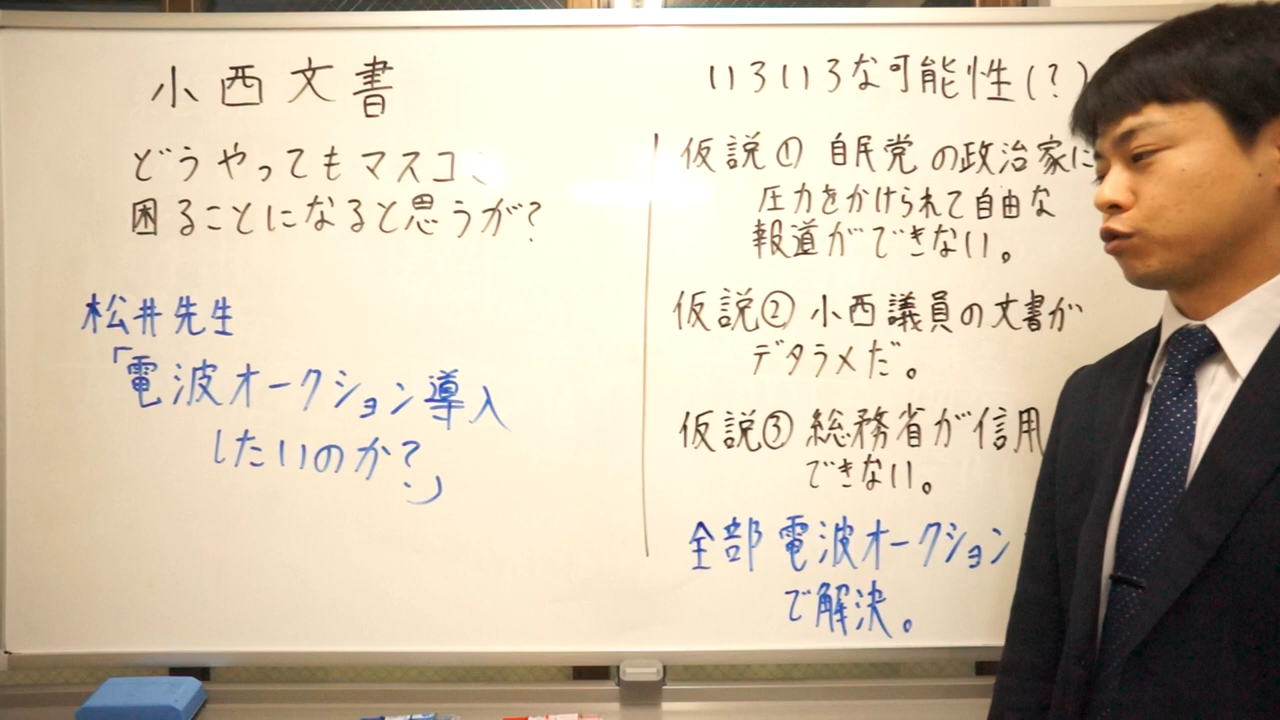 小西文書
どうやってもマスコミ
困ることになると思うが?
松井先生
「電波オークション導入
したいのか?」
いろいろな可能性(?)
仮説① 自民党の政治家に
圧力をかけられて自由な
報道ができない。
仮説② 小西議員の文書が
デタラメだ。
仮説③ 総務省が信用
できない。
全部電波オークション
で解決。